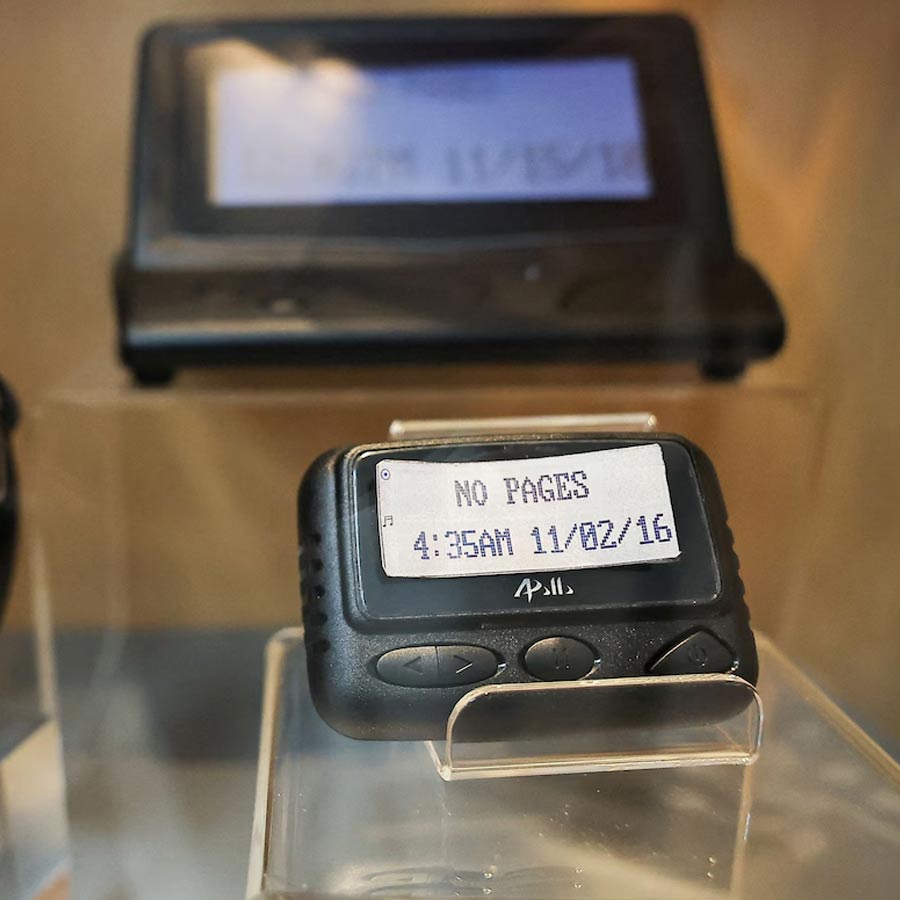 NO PAGES
4:35AM 11/02/16
Apollo